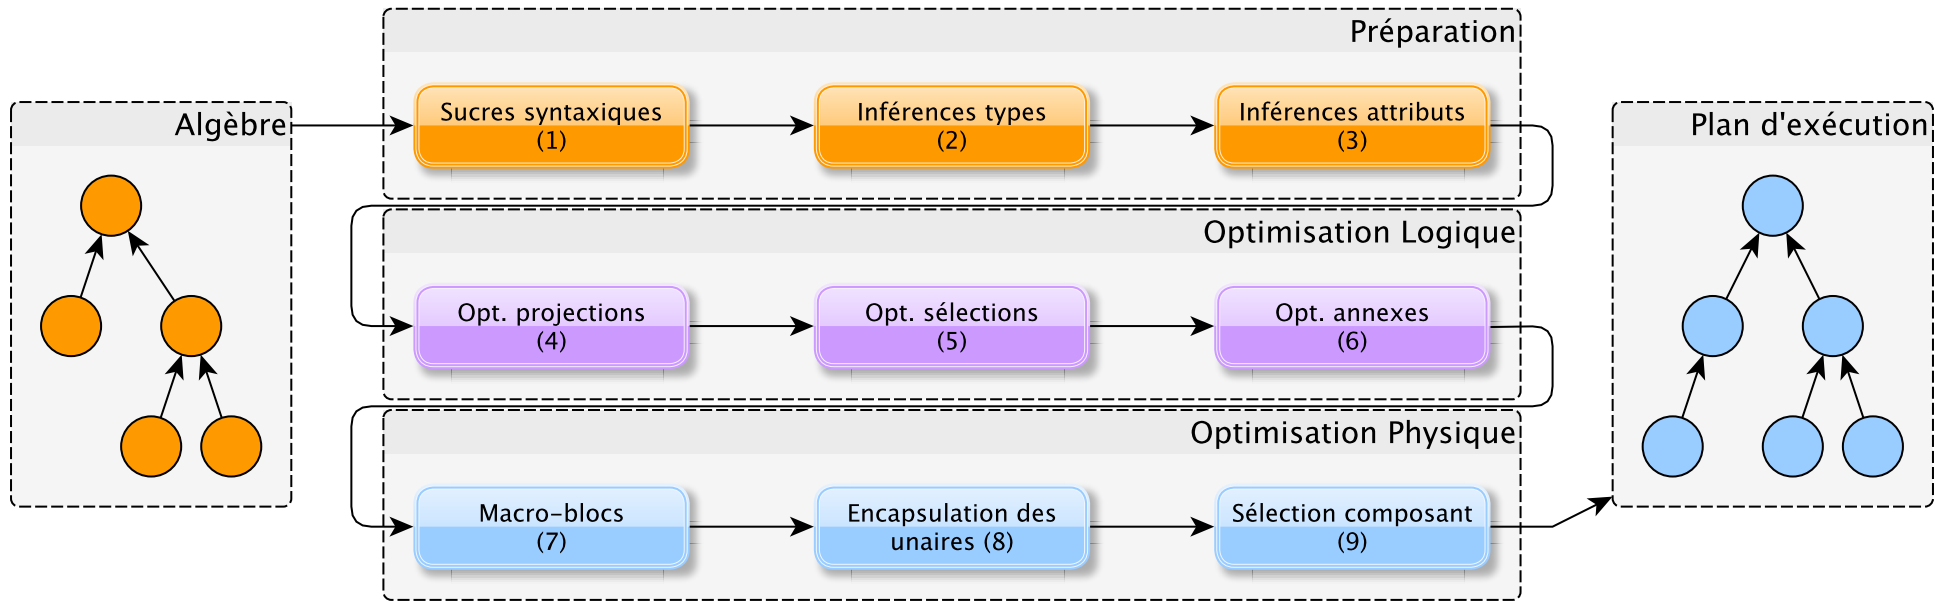 Algèbre
Préparation
Sucres syntaxiques
(1)
Inférences types
(2)
Inférences attributs
(3)
Optimisation Logique
Opt. projections
(4)
Opt. sélections
(5)
Opt. annexes
(6)
Optimisation Physique
Macro-blocs
(7)
Encapsulation des
unaires (8)
Sélection composant
(9)
Plan d'exécution